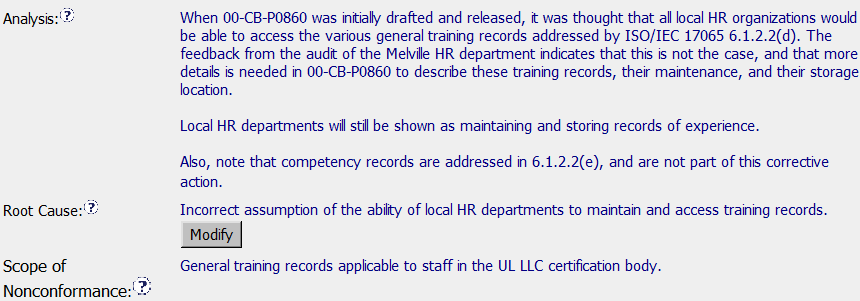 Analysis:? When 00-CB-P0860 was initially drafted and released, it was thought that all local HR organizations would
be able to access the various general training records addressed by ISO/IEC 17065 6.1.2.2(d). The
feedback from the audit of the Melville HR department indicates that this is not the case, and that more
details is needed in 00-CB-P0860 to describe these training records, their maintenance, and their storage
location.
Local HR departments will still be shown as maintaining and storing records of experience.
Also, note that competency records are addressed in 6.1.2.2(e), and are not part of this corrective
action.
Root Cause:? Incorrect assumption of the ability of local HR departments to maintain and access training records.
Modify
Scope of General training records applicable to staff in the UL LLC certification body.
Nonconformance:?